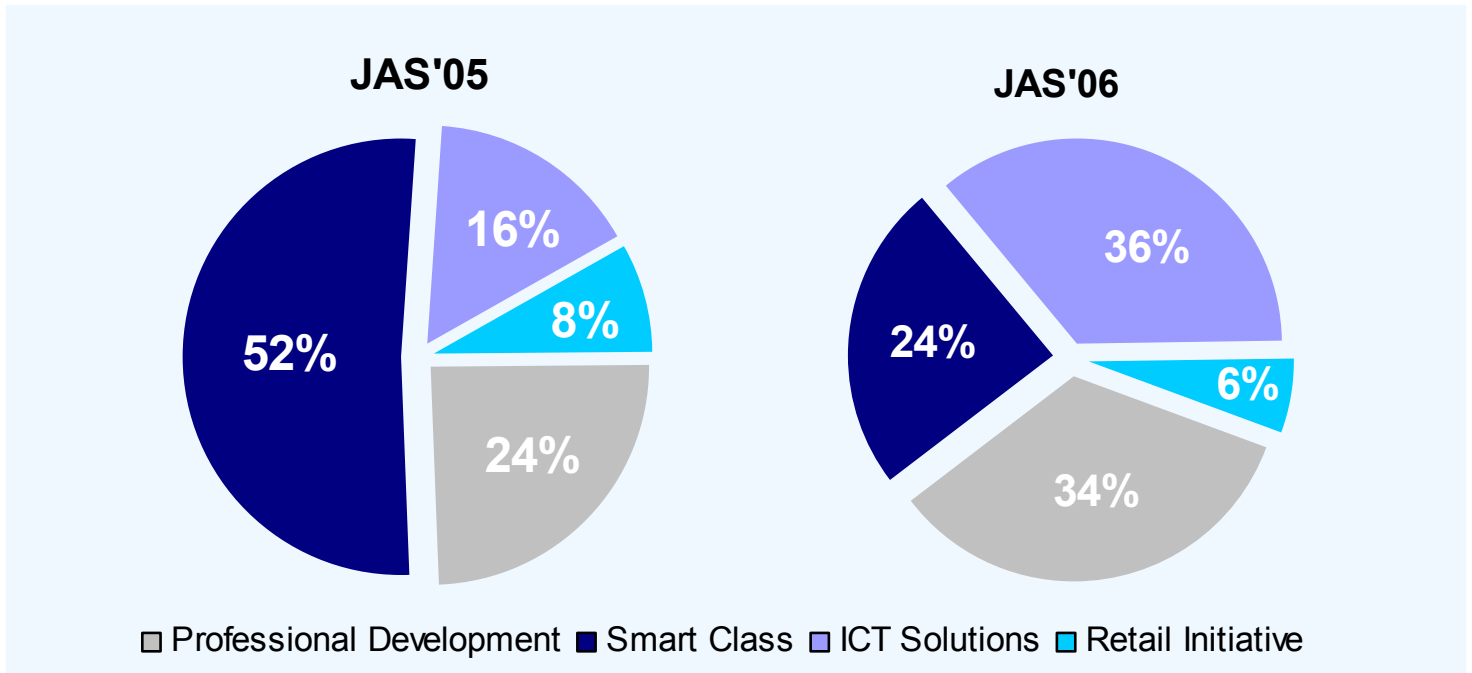 JAS'05
16%
8%
52%
24%
JAS'06
36%
24%
6%
34%
Professional Development Smart Class ICT Solutions Retail Initiative